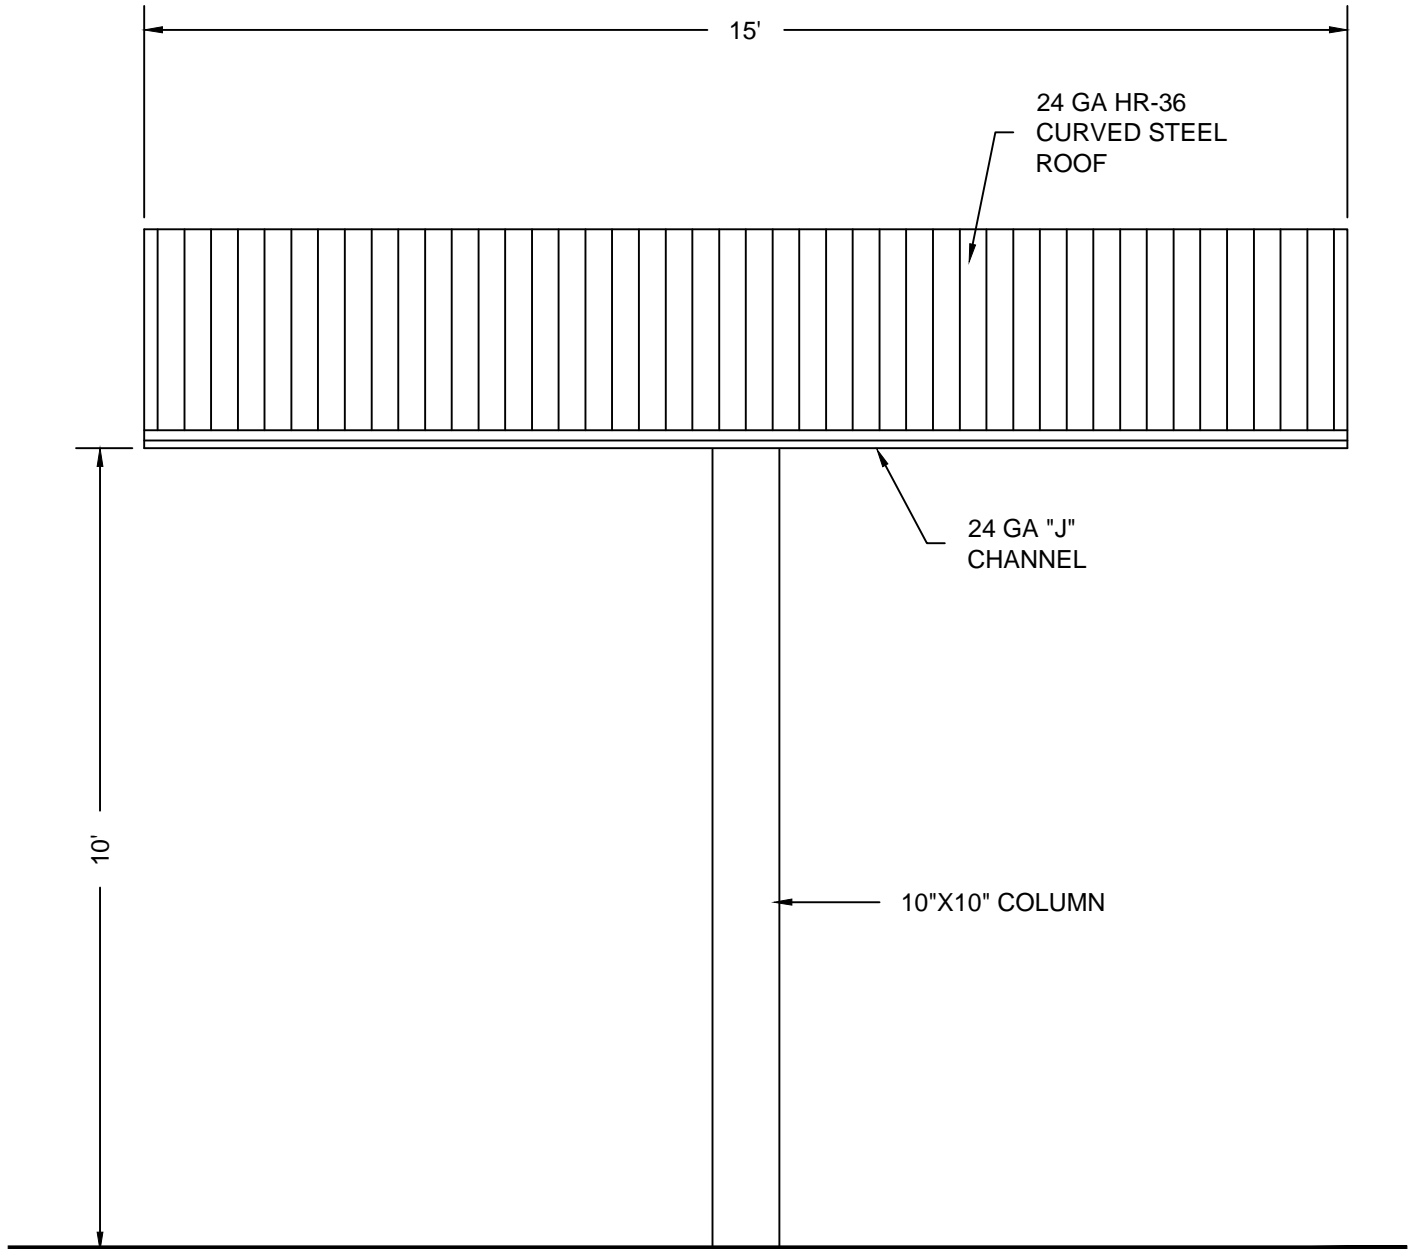 15'
24 GA HR-36
CURVED STEEL
ROOF
24 GA "J"
CHANNEL
10'
10"X10" COLUMN